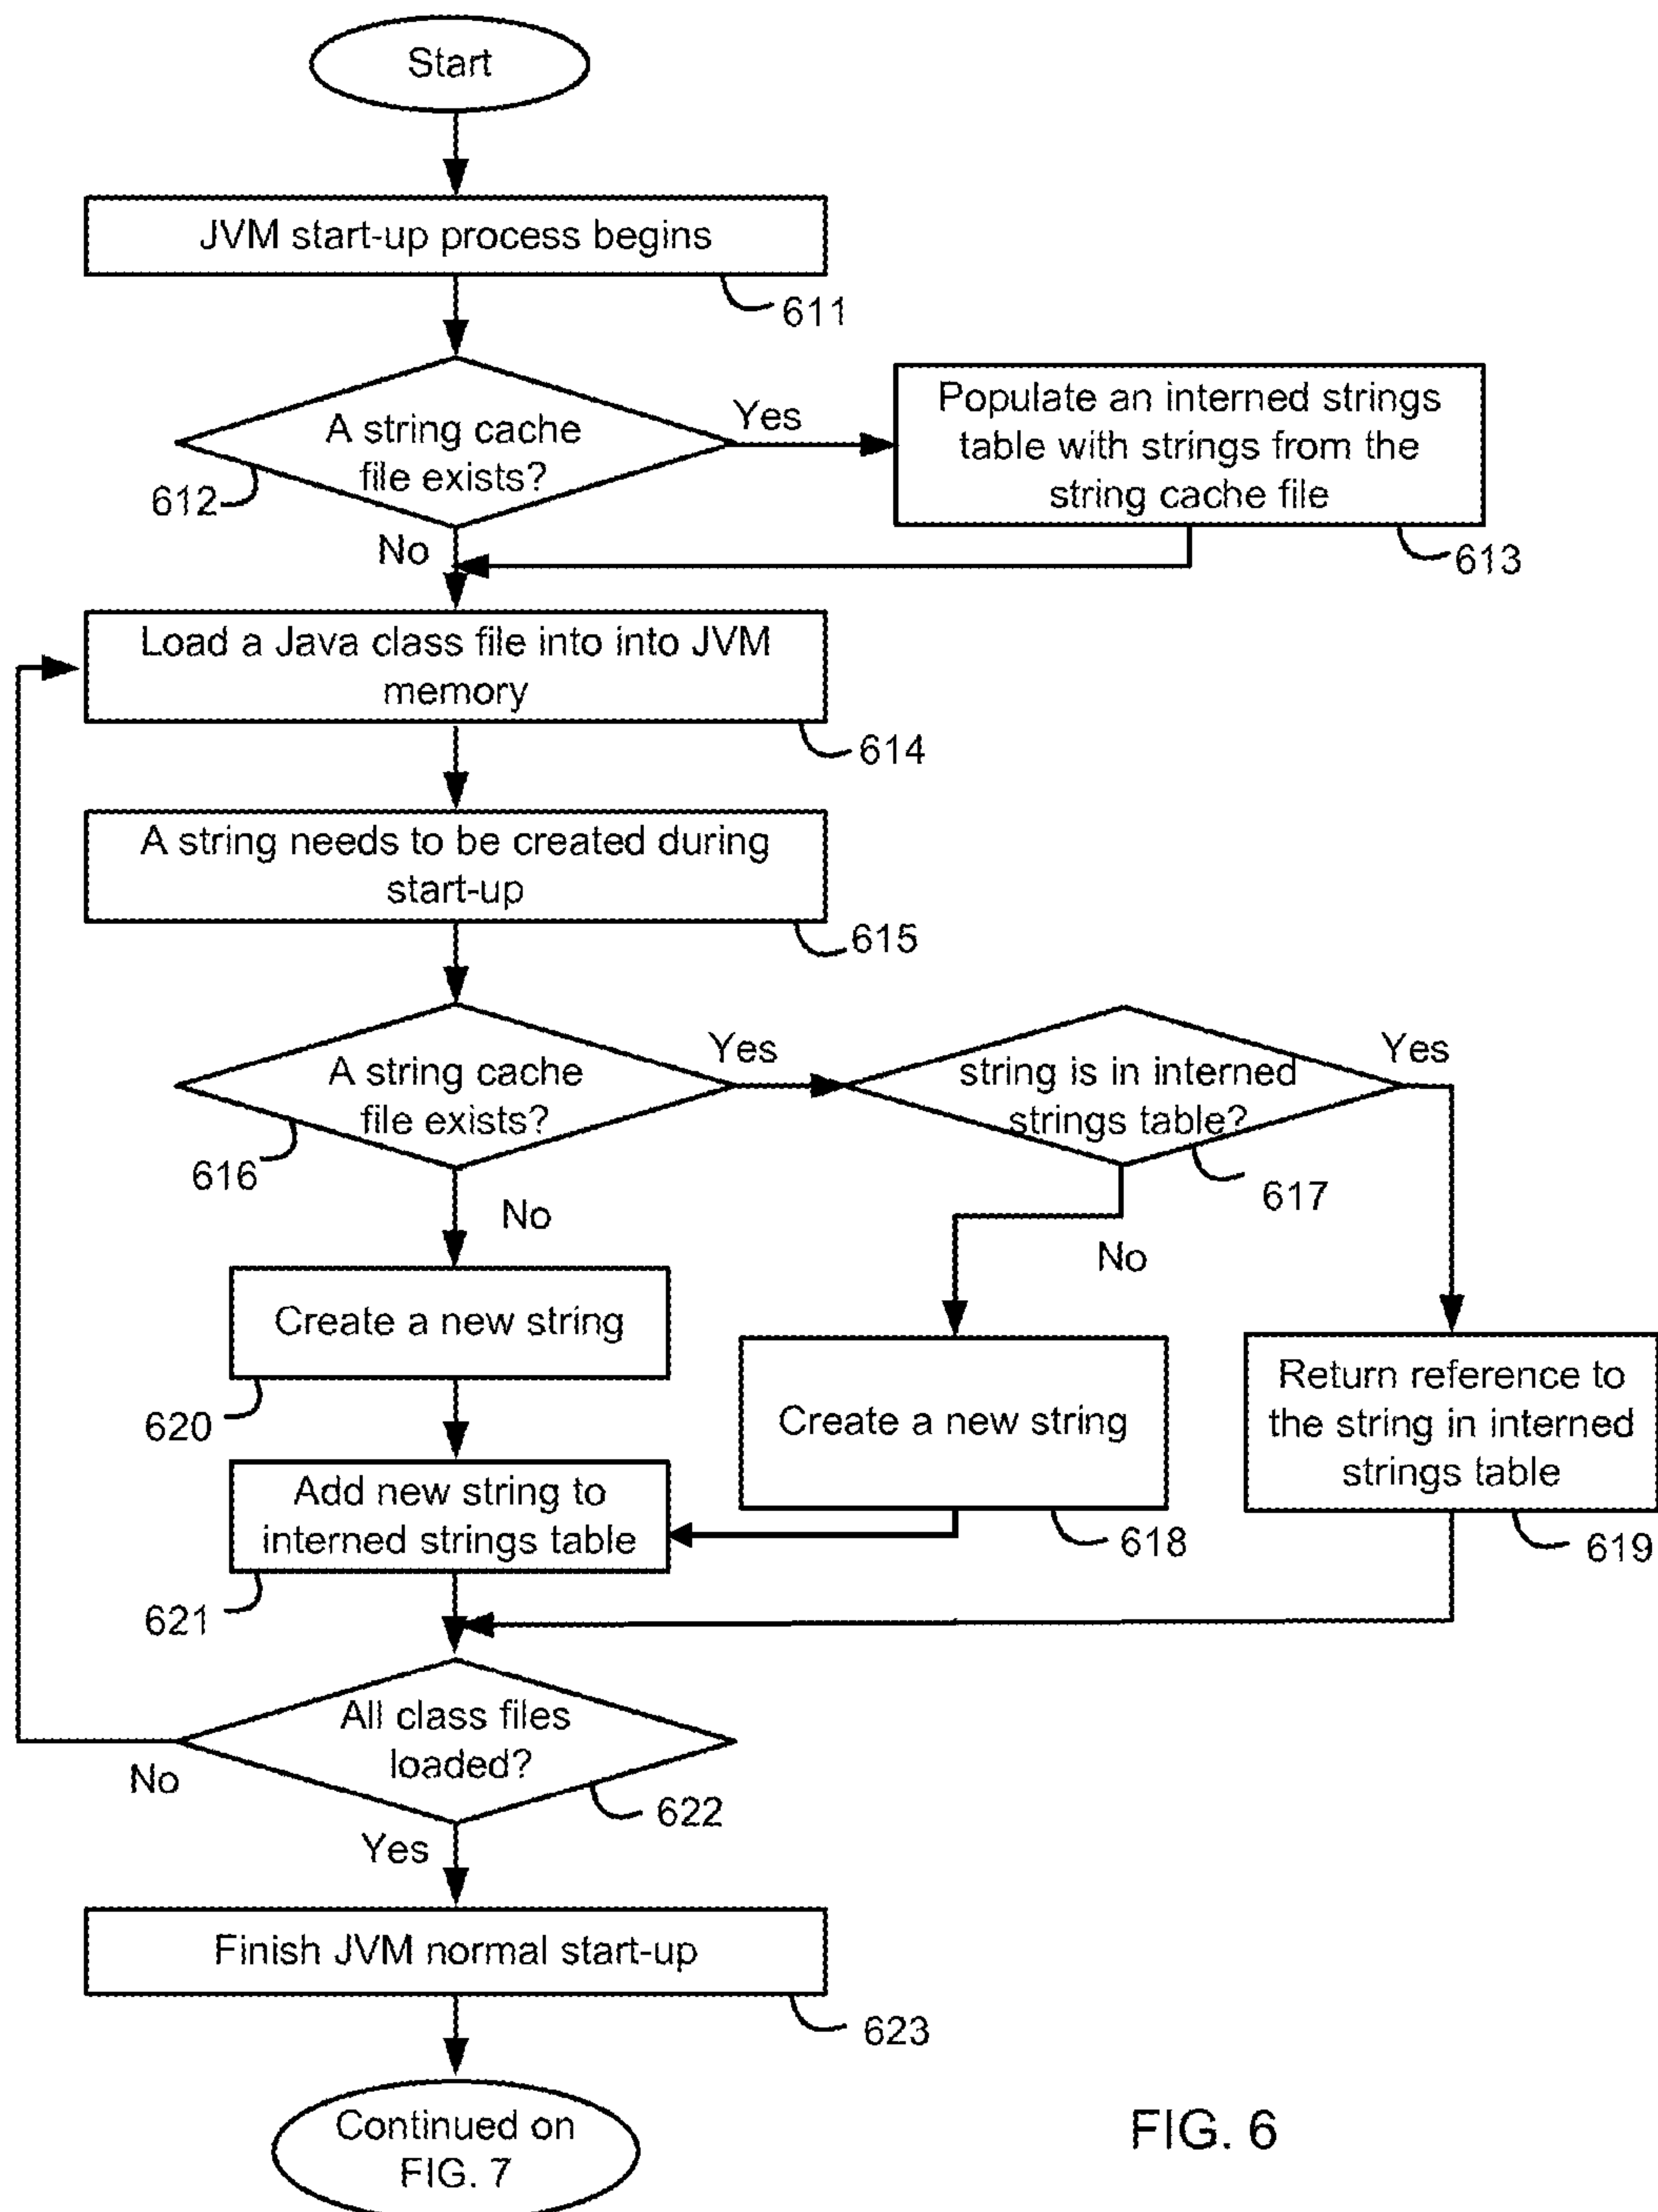 Start
JVM start-up process begins
611
A string cache
file exists?
612
Yes
Populate an interned strings
table with strings from the
string cache file
613
No
Load a Java class file into into JVM
memory
614
A string needs to be created during
start-up
615
A string cache
file exists?
616
Yes
string is in interned
strings table?
617
Yes
No
No
Create a new string
620
Create a new string
618
Return reference to
the string in interned
strings table
619
Add new string to
interned strings table
621
All class files
loaded?
622
No
Yes
Finish JVM normal start-up
623
Continued on
FIG. 7
FIG. 6